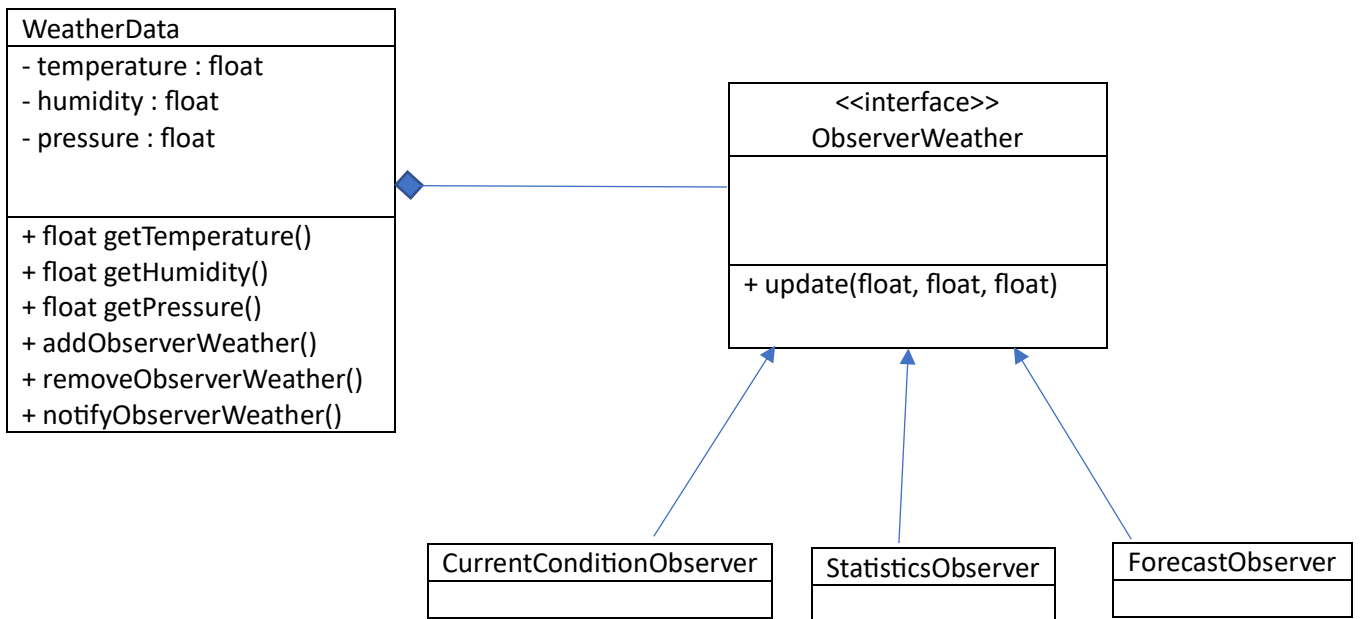 WeatherData
- temperature : float
- humidity : float
- pressure : float
+ float getTemperature()
+ float getHumidity()
+ float getPressure()
+ addObserverWeather()
+ removeObserverWeather()
+ notifyObserverWeather()
<<interface>>
ObserverWeather
+ update(float, float, float)
CurrentConditionObserver
StatisticsObserver
ForecastObserver